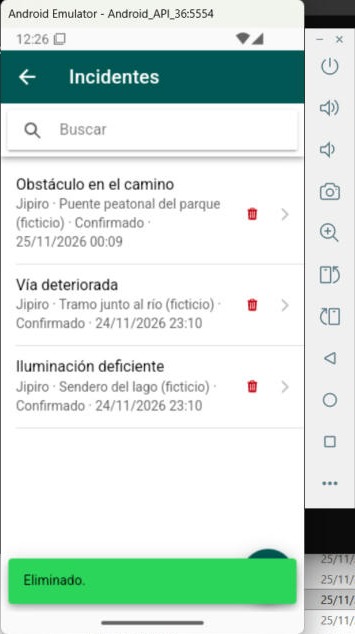 Android Emulator - Android_API_36:5554
12:26
Incidentes
Buscar
Obstáculo en el camino
Jipiro · Puente peatonal del parque
(ficticio) · Confirmado ·
25/11/2026 00:09
Vía deteriorada
Jipiro · Tramo junto al río (ficticio) ·
Confirmado · 24/11/2026 23:10
Iluminación deficiente
Jipiro · Sendero del lago (ficticio) ·
Confirmado · 24/11/2026 23:10
Eliminado.
25/11/
25/11/
25/11/
25/11/